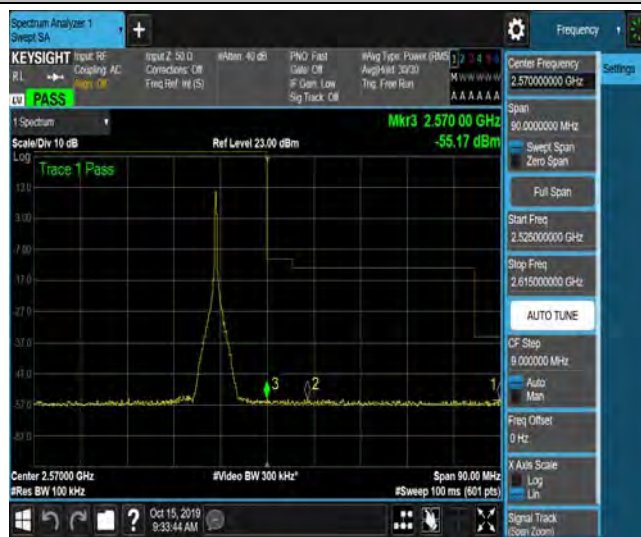 Spectrum Analyzer 1
Swept SA
+
Frequency
KEYSIGHT
Input: RF
Coupling: AC
Align: Off
Input Z: 50 Ω
Corrections: Off
Freq Ref: Int (S)
#Atten: 40 dB
PNO: Fast
Gate: Off
IF Gain: Low
Sig Track: Off
#Avg Type: Power (RMS
Avg|Hold: 30/30
Trig: Free Run
1 2 3 4 5 6
M W W W W W
A A A A A A
RL
LV PASS
1 Spectrum
Scale/Div 10 dB
Ref Level 23.00 dBm
Mkr3 2.570 00 GHz
-55.17 dBm
Log
Trace 1 Pass
13.0
3.00
-7.00
-17.0
-27.0
-37.0
-47.0
-57.0
-67.0
3
2
1
Center 2.57000 GHz
#Video BW 300 kHz*
Span 90.00 MHz
#Res BW 100 kHz
#Sweep 100 ms (601 pts)
Oct 15, 2019
9:33:44 AM
?
Center Frequency
2.570000000 GHz
Settings
Span
90.0000000 MHz
Swept Span
Zero Span
Full Span
Start Freq
2.525000000 GHz
Stop Freq
2.615000000 GHz
AUTO TUNE
CF Step
9.000000 MHz
Auto
Man
Freq Offset
0 Hz
X Axis Scale
Log
Lin
Signal Track
(Span Zoom)